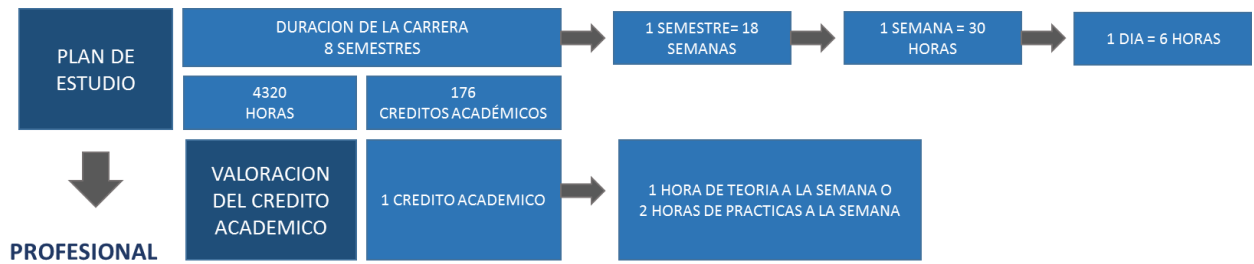 PLAN DE
ESTUDIO
DURACION DE LA CARRERA
8 SEMESTRES
1 SEMESTRE= 18
SEMANAS
1 SEMANA = 30
HORAS
1 DIA = 6 HORAS
4320
HORAS
176
CREDITOS ACADÉMICOS
VALORACION
DEL CREDITO
ACADEMICO
1 CREDITO ACADEMICO
1 HORA DE TEORIA A LA SEMANA O
2 HORAS DE PRACTICAS A LA SEMANA
PROFESIONAL